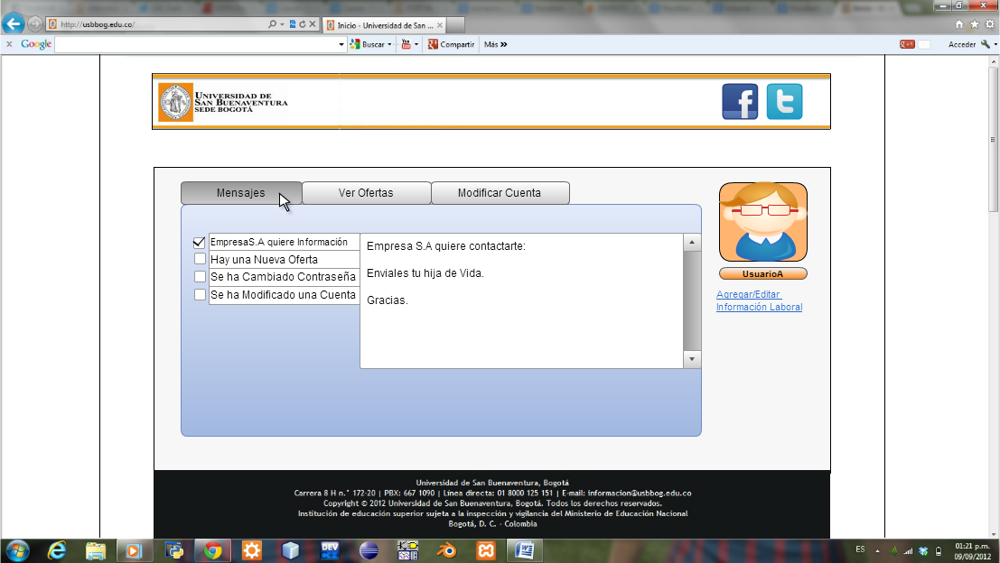 http://usbbog.edu.co/
Inicio - Universidad de San ...
Google
Buscar
You
Compartir
Más »
+1
Acceder
UNIVERSIDAD DE
SAN BUENAVENTURA
SEDE BOGOTÁ
f
t
Mensajes
Ver Ofertas
Modificar Cuenta
EmpresaS.A quiere Información
Hay una Nueva Oferta
Se ha Cambiado Contraseña
Se ha Modificado una Cuenta
Empresa S.A quiere contactarte:
Enviales tu hija de Vida.
Gracias.
UsuarioA
Agregar/Editar
Información Laboral
Universidad de San Buenaventura, Bogotá
Carrera 8 H n.° 172-20 | PBX: 667 1090 | Línea directa: 01 8000 125 151 | E-mail: informacion@usbbog.edu.co
Copyright © 2012 Universidad de San Buenaventura, Bogotá. Todos los derechos reservados.
Institución de educación superior sujeta a la inspección y vigilancia del Ministerio de Educación Nacional
Bogotá, D. C. - Colombia
DEV
ES
01:21 p.m.
09/09/2012